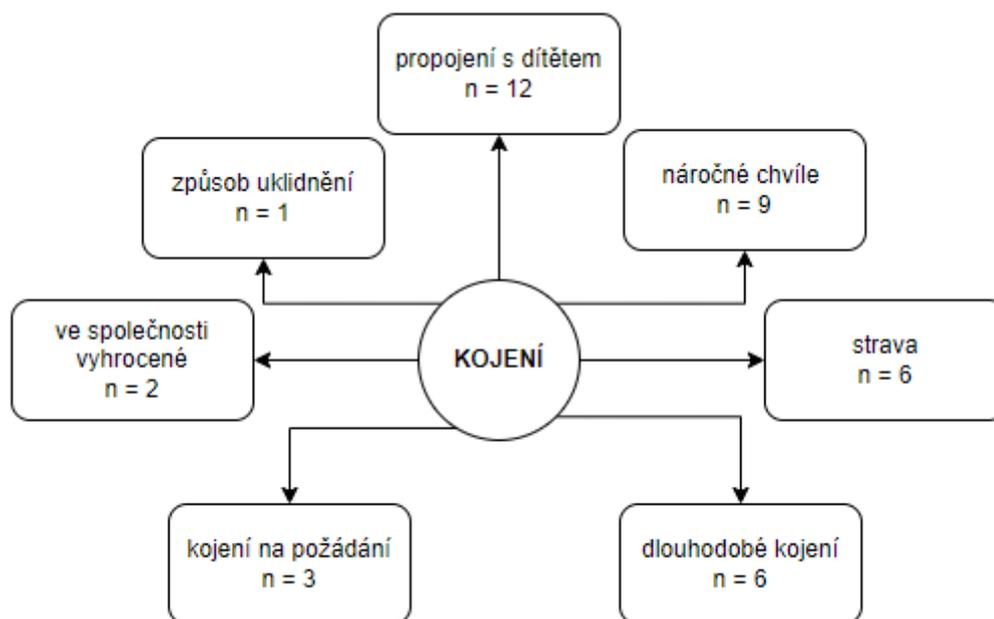 propojení s dítětem
n = 12
způsob uklidnění
n = 1
náročné chvíle
n = 9
ve společnosti
vyhrocené
n = 2
KOJENÍ
strava
n = 6
kojení na požádání
n = 3
dlouhodobé kojení
n = 6